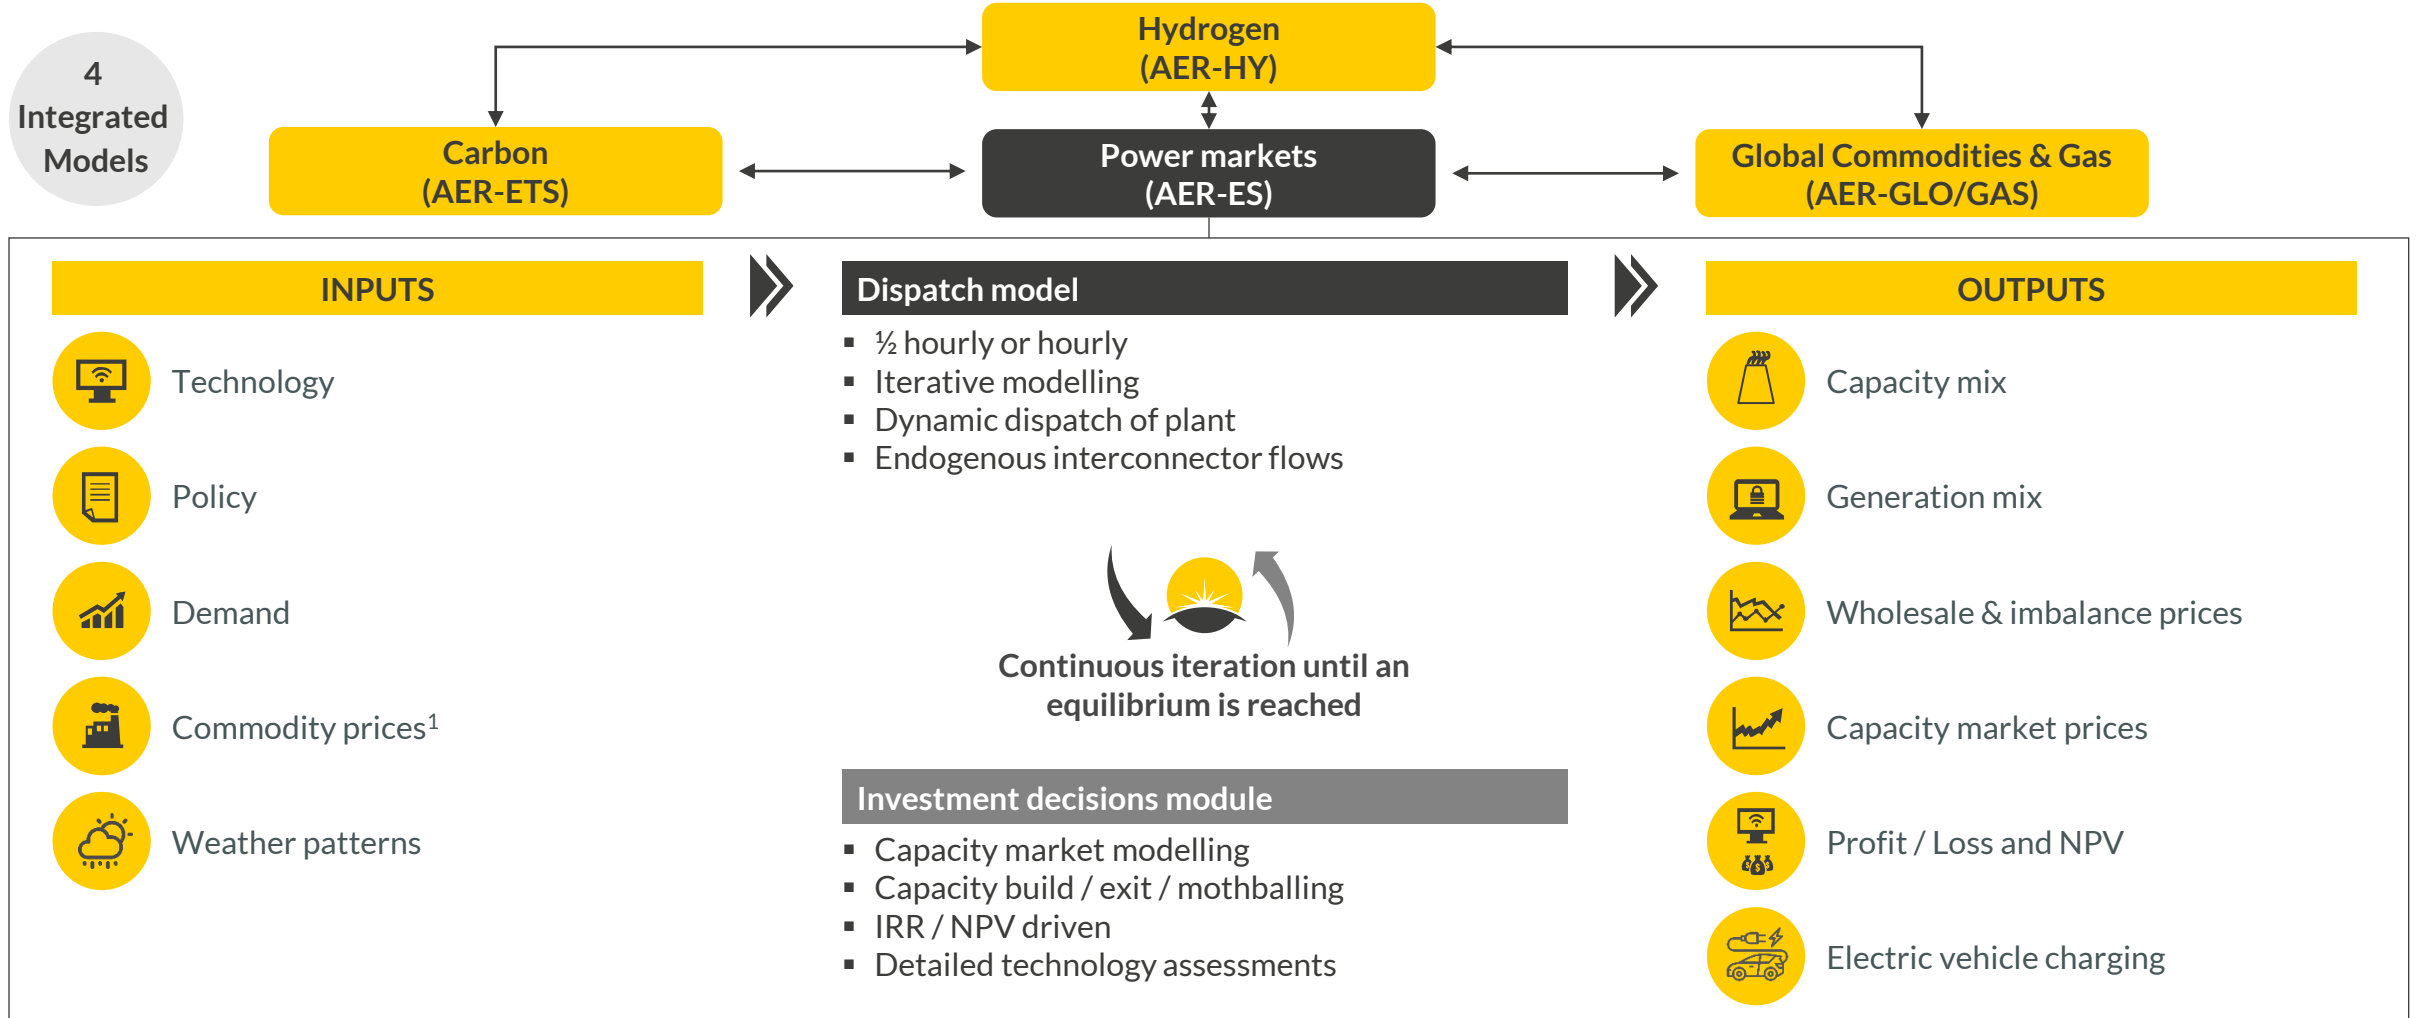 4
Integrated
Models
Hydrogen
(AER-HY)
Carbon
(AER-ETS)
Power markets
(AER-ES)
Global Commodities & Gas
(AER-GLO/GAS)
INPUTS
Technology
Policy
Demand
Commodity prices¹
Weather patterns
Dispatch model
▪ ½ hourly or hourly
▪ Iterative modelling
▪ Dynamic dispatch of plant
▪ Endogenous interconnector flows
Continuous iteration until an
equilibrium is reached
Investment decisions module
▪ Capacity market modelling
▪ Capacity build / exit / mothballing
▪ IRR / NPV driven
▪ Detailed technology assessments
OUTPUTS
Capacity mix
Generation mix
Wholesale & imbalance prices
Capacity market prices
Profit / Loss and NPV
Electric vehicle charging